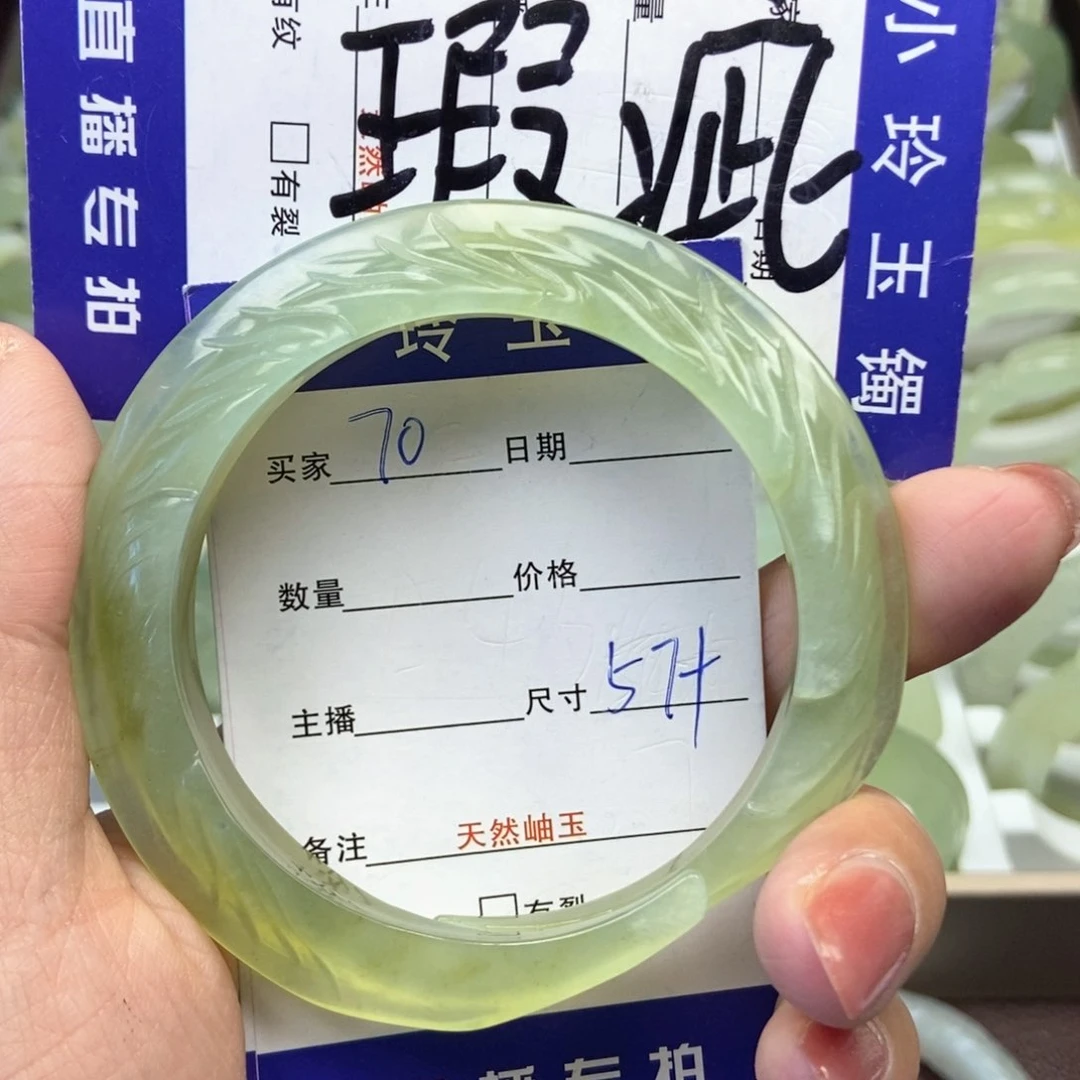 直播专拍
有纹
□有裂
瑕疵
日期
小玲玉镯
玲玉
买家 70 日期
数量 价格
主播 尺寸 57+
备注 天然岫玉
□有裂